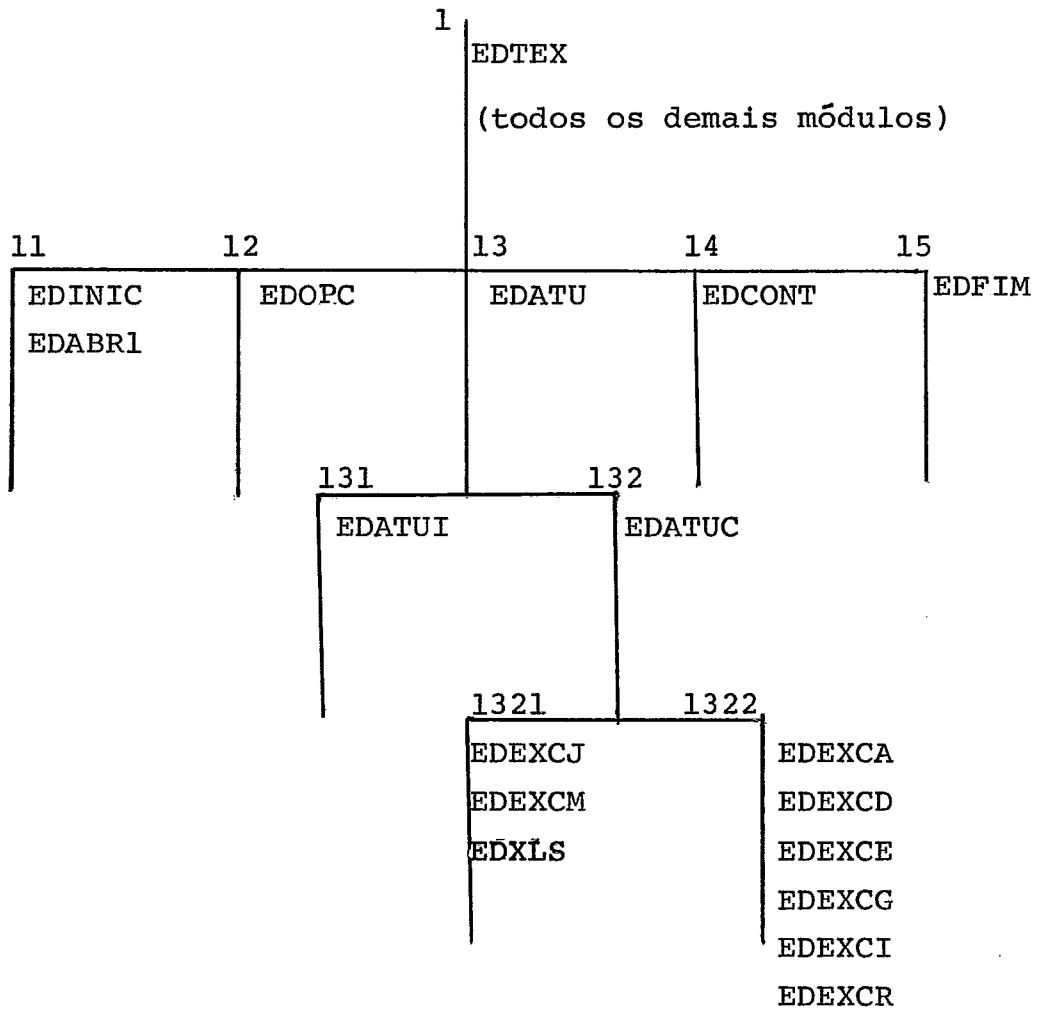 1
EDTEX
(todos os demais módulos)
11 12 13 14 15
EDINIC EDOPC EDATU EDCONT EDFIM
EDABR1
131 132
EDATUI EDATUC
1321 1322
EDEXCJ EDEXCA
EDEXCM EDEXCD
EDXLS EDEXCE
EDEXCG
EDEXCI
EDEXCR